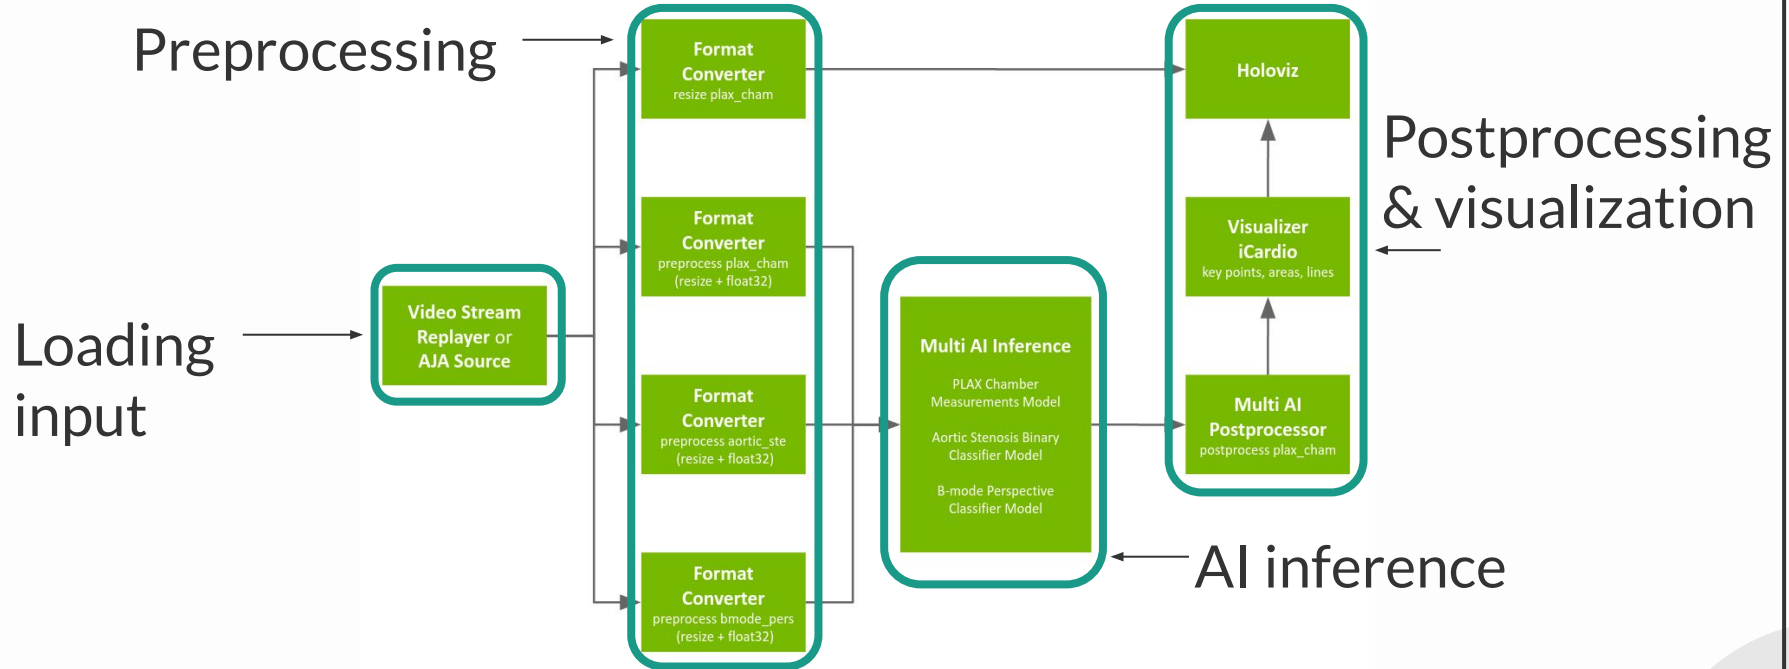 Preprocessing
Format
Converter
resize plax_cham
Format
Converter
preprocess plax_cham
(resize + float32)
Format
Converter
preprocess aortic_ste
(resize + float32)
Format
Converter
preprocess bmode_pers
(resize + float32)
Loading
input
Video Stream
Replayer or
AJA Source
Multi AI Inference
PLAX Chamber
Measurements Model
Aortic Stenosis Binary
Classifier Model
B-mode Perspective
Classifier Model
AI inference
Holoviz
Visualizer
iCardio
key points, areas, lines
Multi AI
Postprocessor
postprocess plax_cham
Postprocessing
& visualization